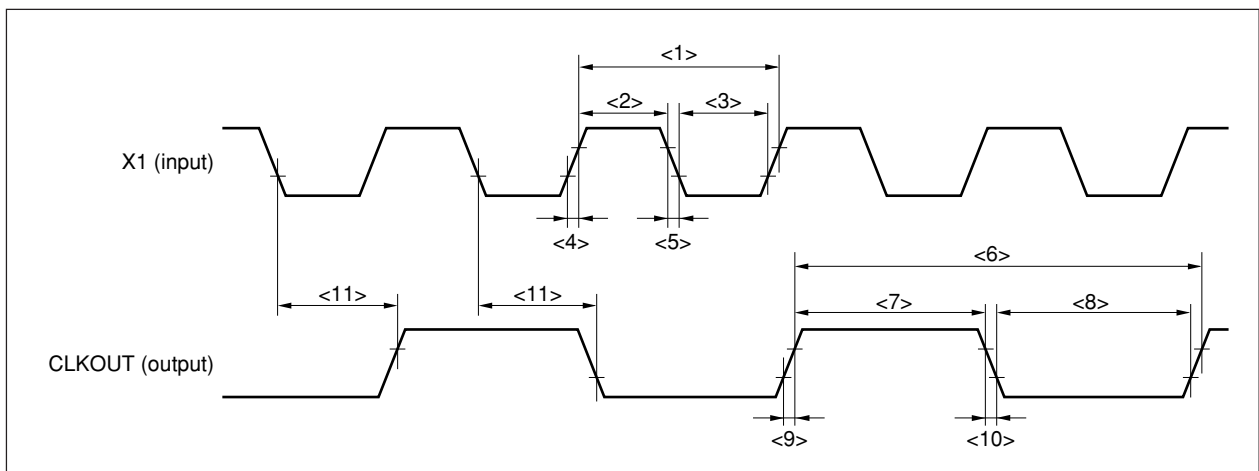 <1>
<2> <3>
X1 (input)
<4> <5>
<6>
<11> <11> <7> <8>
CLKOUT (output)
<9> <10>